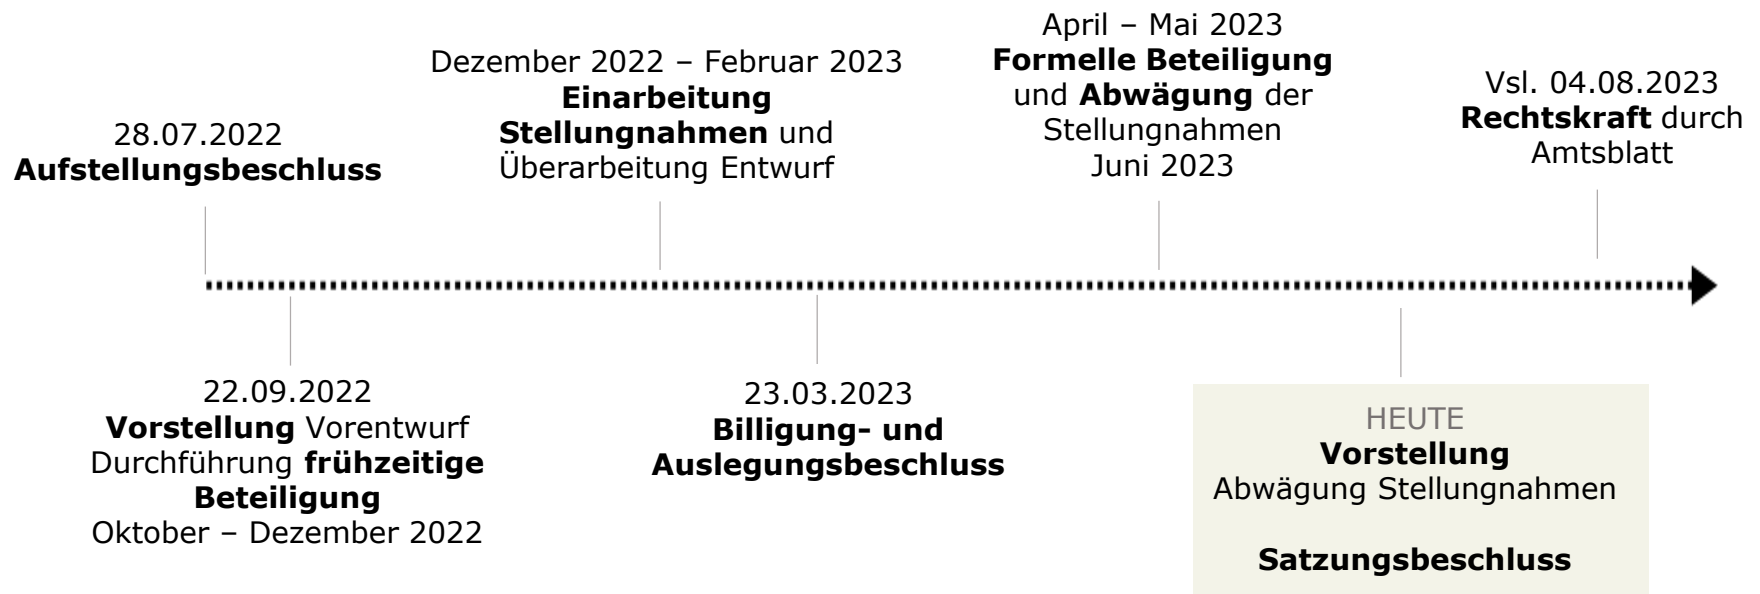 28.07.2022
Aufstellungsbeschluss
22.09.2022
Vorstellung Vorentwurf
Durchführung frühzeitige
Beteiligung
Oktober – Dezember 2022
Dezember 2022 – Februar 2023
Einarbeitung
Stellungnahmen und
Überarbeitung Entwurf
23.03.2023
Billigung- und
Auslegungsbeschluss
April – Mai 2023
Formelle Beteiligung
und Abwägung der
Stellungnahmen
Juni 2023
HEUTE
Vorstellung
Abwägung Stellungnahmen
Satzungsbeschluss
Vsl. 04.08.2023
Rechtskraft durch
Amtsblatt